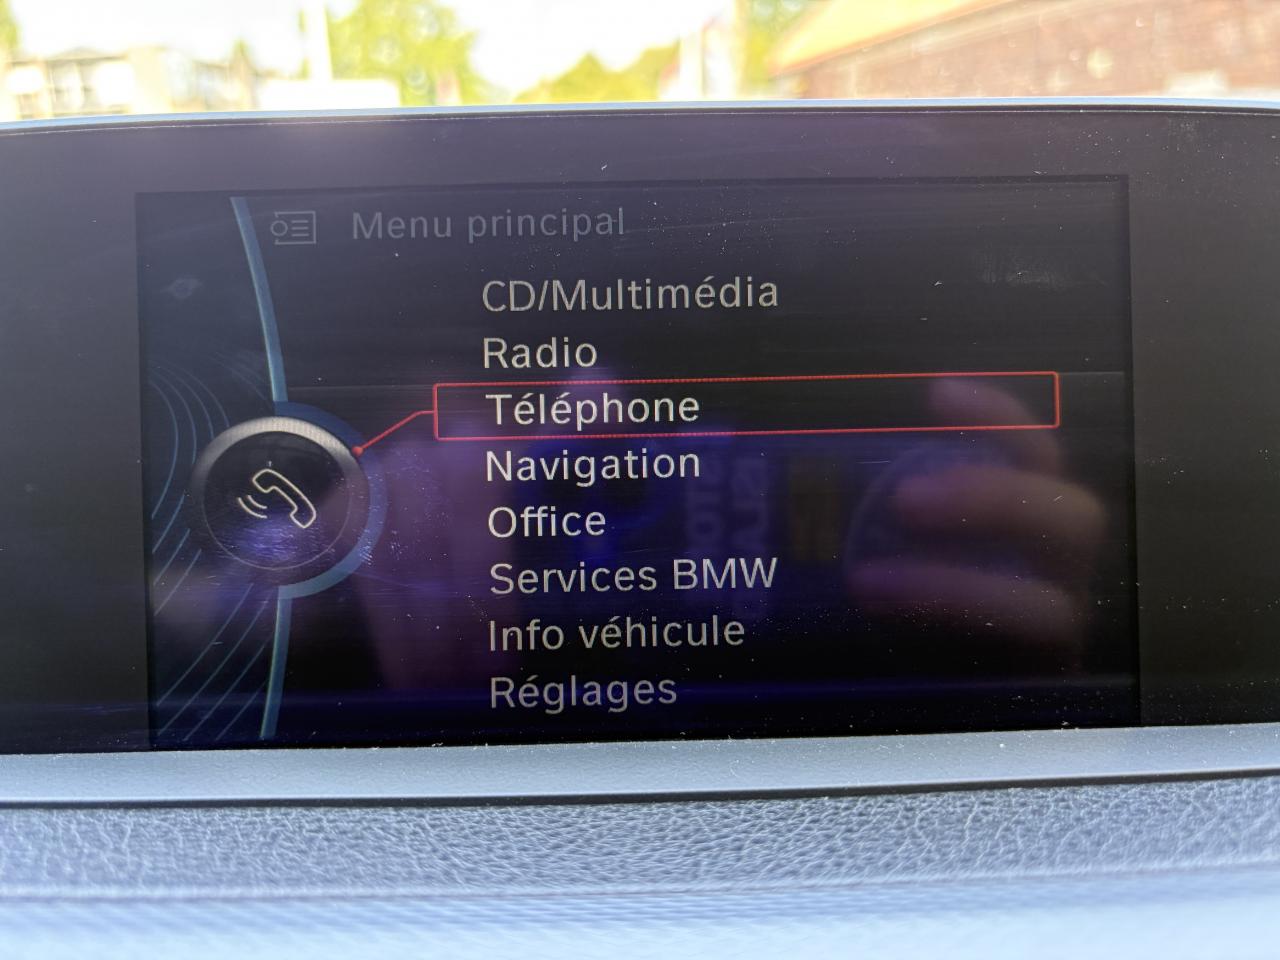 Menu principal
CD/Multimédia
Radio
Téléphone
Navigation
Office
Services BMW
Info véhicule
Réglages